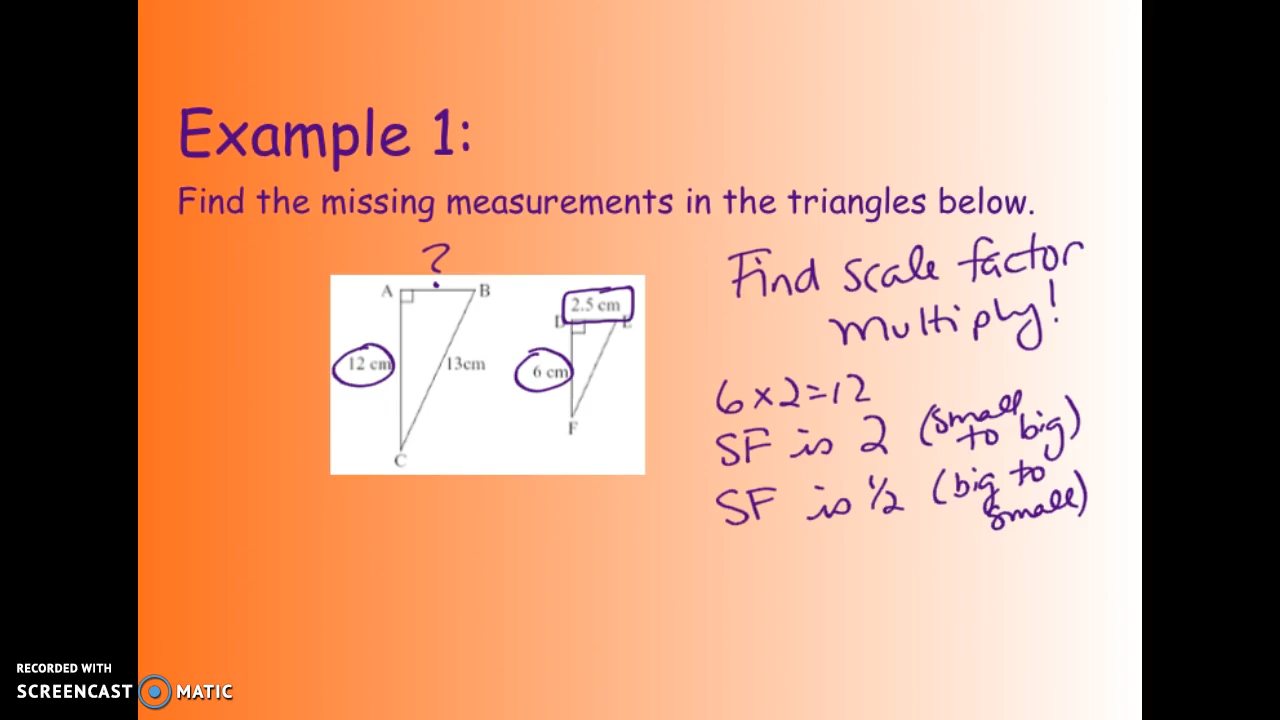 Example 1:
Find the missing measurements in the triangles below.
?
A
B
12 cm
13cm
C
2.5 cm
D
E
6 cm
F
Find scale factor
Multiply!
6 x 2 = 12
SF is 2 (small to big)
SF is 1/2 (big to small)
RECORDED WITH
SCREENCAST MATIC